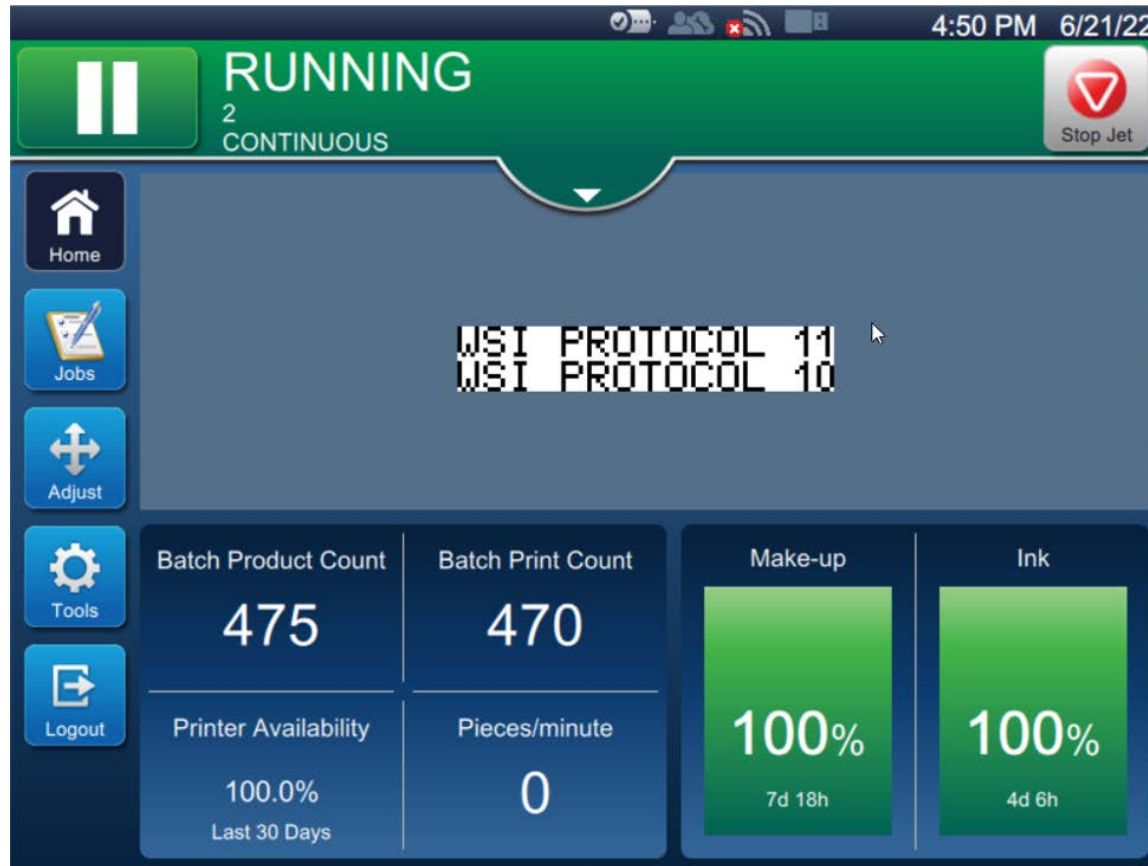 4:50 PM 6/21/22
RUNNING
2
CONTINUOUS
Stop Jet
Home
Jobs
Adjust
Tools
Logout
WSI PROTOCOL 11
WSI PROTOCOL 10
Batch Product Count
475
Batch Print Count
470
Printer Availability
100.0%
Last 30 Days
Pieces/minute
0
Make-up
100%
7d 18h
Ink
100%
4d 6h